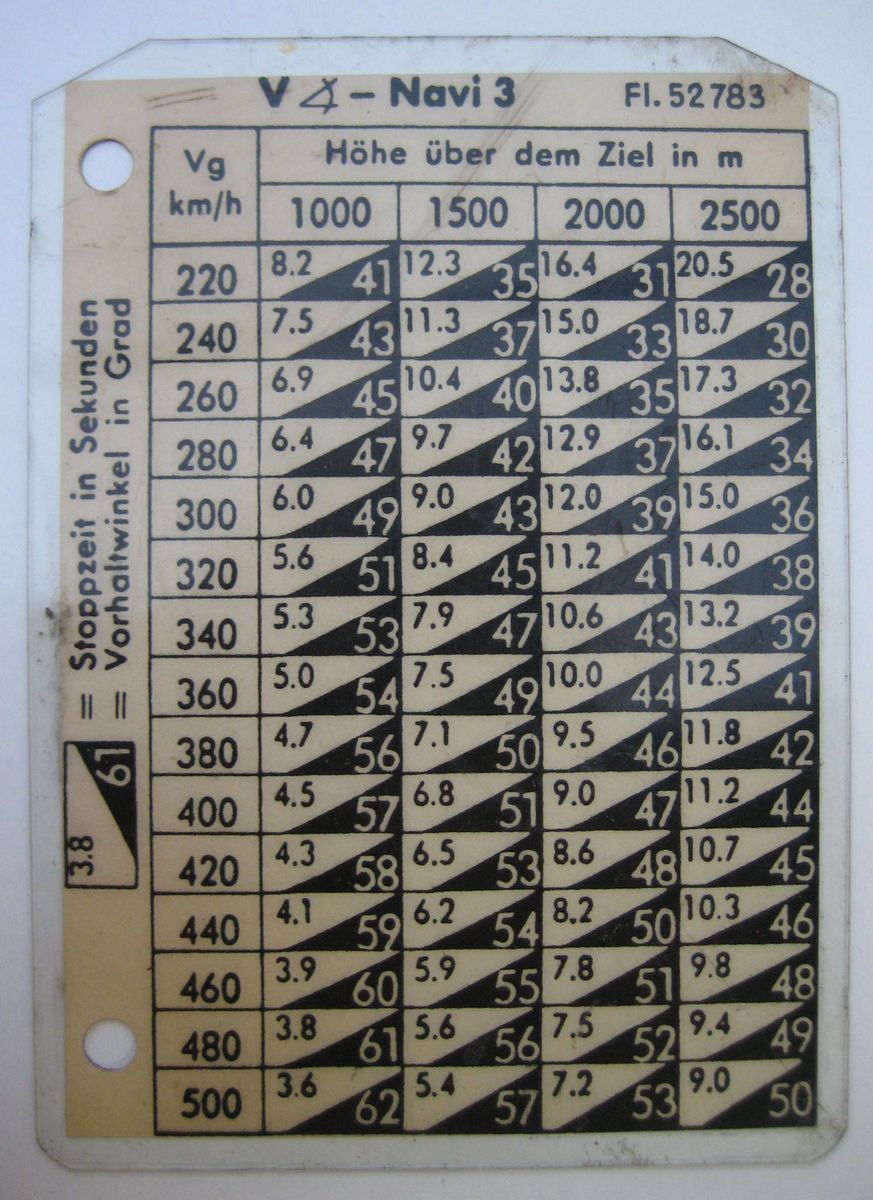 V ∡ – Navi 3 Fl. 52783
Vg km/h Höhe über dem Ziel in m
1000 1500 2000 2500
220 8.2 41 12.3 35 16.4 31 20.5 28
240 7.5 43 11.3 37 15.0 33 18.7 30
260 6.9 45 10.4 40 13.8 35 17.3 32
280 6.4 47 9.7 42 12.9 37 16.1 34
300 6.0 49 9.0 43 12.0 39 15.0 36
320 5.6 51 8.4 45 11.2 41 14.0 38
340 5.3 53 7.9 47 10.6 43 13.2 39
360 5.0 54 7.5 49 10.0 44 12.5 41
380 4.7 56 7.1 50 9.5 46 11.8 42
400 4.5 57 6.8 51 9.0 47 11.2 44
420 4.3 58 6.5 53 8.6 48 10.7 45
440 4.1 59 6.2 54 8.2 50 10.3 46
460 3.9 60 5.9 55 7.8 51 9.8 48
480 3.8 61 5.6 56 7.5 52 9.4 49
500 3.6 62 5.4 57 7.2 53 9.0 50
3.8 = Stoppzeit in Sekunden
61 = Vorhaltwinkel in Grad